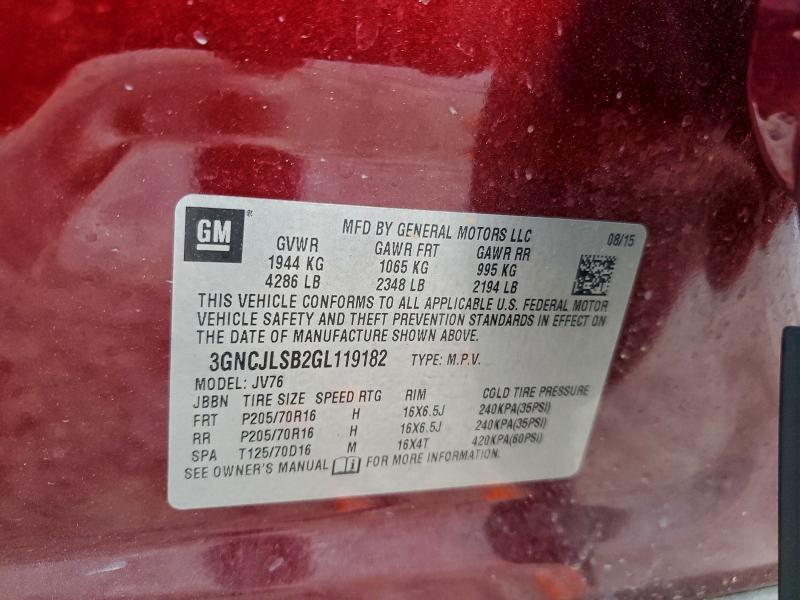 GM ® MFD BY GENERAL MOTORS LLC 08/15
GVWR GAWR FRT GAWR RR
1944 KG 1065 KG 995 KG
4286 LB 2348 LB 2194 LB
THIS VEHICLE CONFORMS TO ALL APPLICABLE U.S. FEDERAL MOTOR
VEHICLE SAFETY AND THEFT PREVENTION STANDARDS IN EFFECT ON
THE DATE OF MANUFACTURE SHOWN ABOVE.
3GNCJLSB2GL119182 TYPE: M.P.V.
MODEL: JV76
JBBN TIRE SIZE SPEED RTG RIM COLD TIRE PRESSURE
FRT P205/70R16 H 16X6.5J 240KPA(35PSI)
RR P205/70R16 H 16X6.5J 240KPA(35PSI)
SPA T125/70D16 M 16X4T 420KPA(60PSI)
SEE OWNER'S MANUAL FOR MORE INFORMATION.